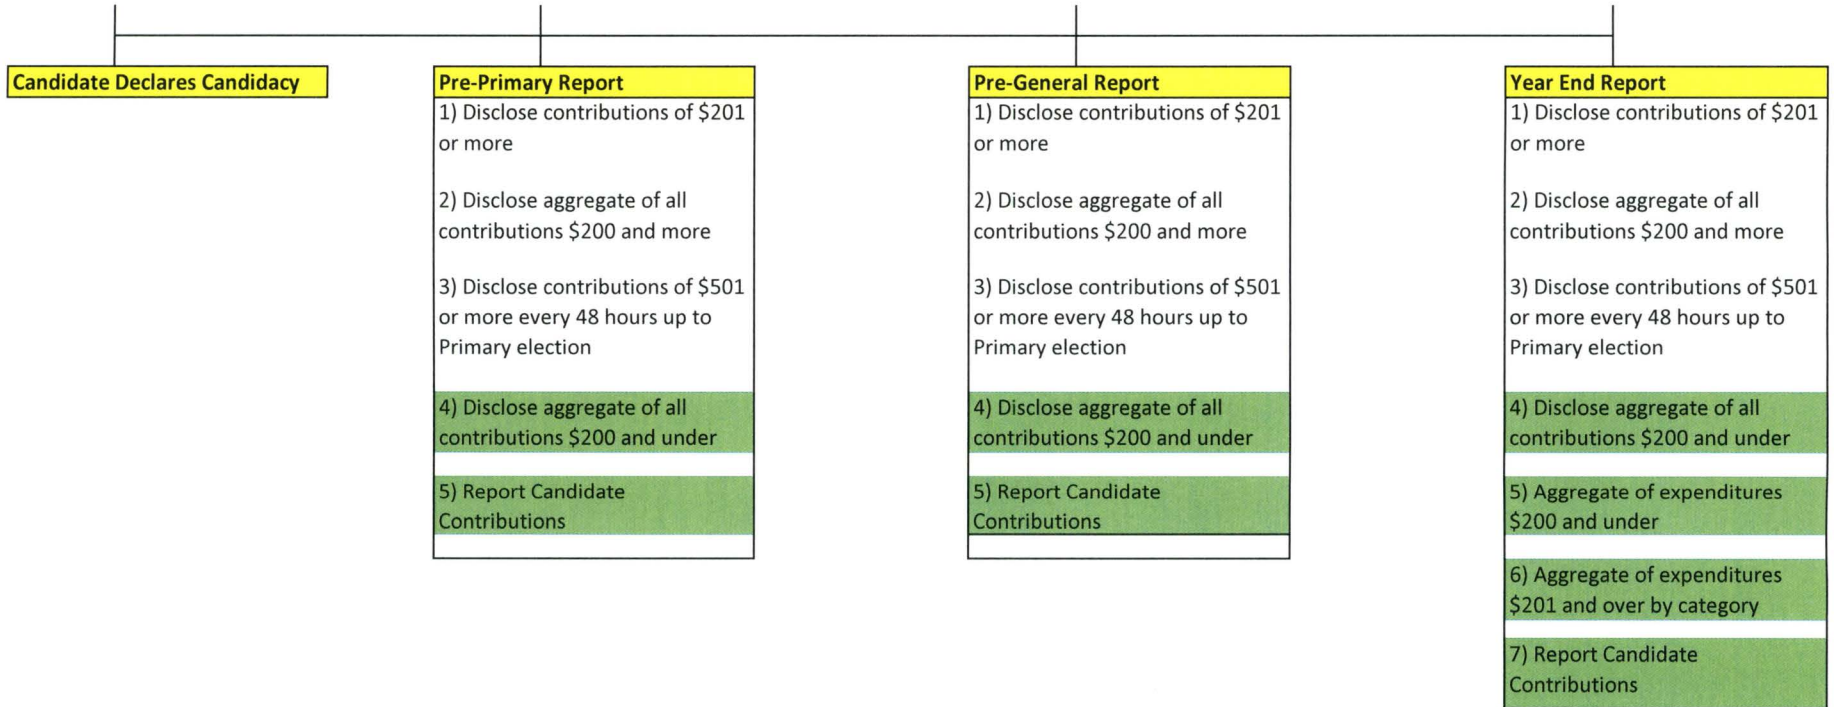 Candidate Declares Candidacy
Pre-Primary Report
1) Disclose contributions of $201
or more
2) Disclose aggregate of all
contributions $200 and more
3) Disclose contributions of $501
or more every 48 hours up to
Primary election
4) Disclose aggregate of all
contributions $200 and under
5) Report Candidate
Contributions
Pre-General Report
1) Disclose contributions of $201
or more
2) Disclose aggregate of all
contributions $200 and more
3) Disclose contributions of $501
or more every 48 hours up to
Primary election
4) Disclose aggregate of all
contributions $200 and under
5) Report Candidate
Contributions
Year End Report
1) Disclose contributions of $201
or more
2) Disclose aggregate of all
contributions $200 and more
3) Disclose contributions of $501
or more every 48 hours up to
Primary election
4) Disclose aggregate of all
contributions $200 and under
5) Aggregate of expenditures
$200 and under
6) Aggregate of expenditures
$201 and over by category
7) Report Candidate
Contributions